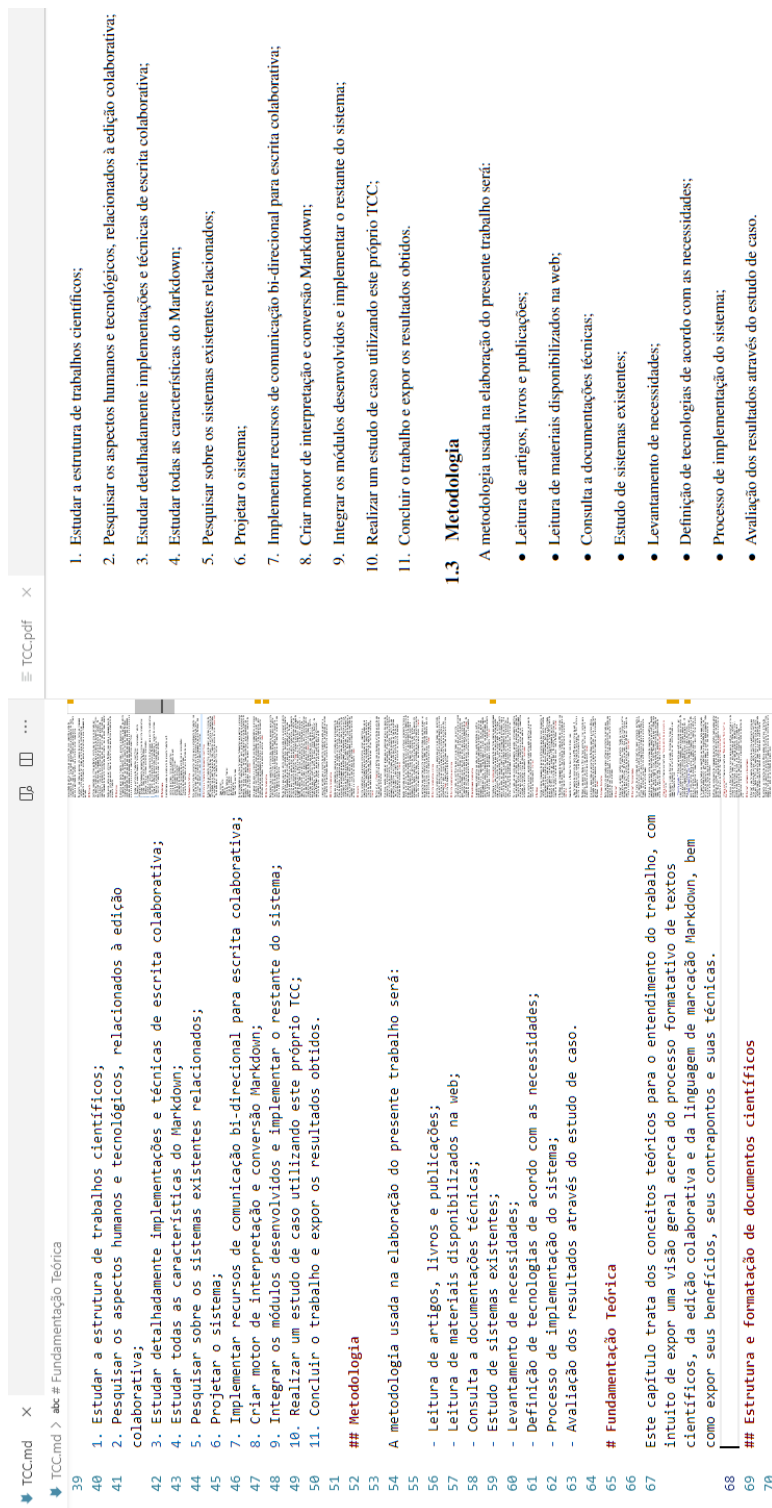 TCC.md ×
TCC.md > abc # Fundamentação Teórica
39
40 1. Estudar a estrutura de trabalhos científicos;
41 2. Pesquisar os aspectos humanos e tecnológicos, relacionados à edição
colaborativa;
42 3. Estudar detalhadamente implementações e técnicas de escrita colaborativa;
43 4. Estudar todas as características do Markdown;
44 5. Pesquisar sobre os sistemas existentes relacionados;
45 6. Projetar o sistema;
46 7. Implementar recursos de comunicação bi-direcional para escrita colaborativa;
47 8. Criar motor de interpretação e conversão Markdown;
48 9. Integrar os módulos desenvolvidos e implementar o restante do sistema;
49 10. Realizar um estudo de caso utilizando este próprio TCC;
50 11. Concluir o trabalho e expor os resultados obtidos.
51
52 ## Metodologia
53
54 A metodologia usada na elaboração do presente trabalho será:
55
56 - Leitura de artigos, livros e publicações;
57 - Leitura de materiais disponibilizados na web;
58 - Consulta a documentações técnicas;
59 - Estudo de sistemas existentes;
60 - Levantamento de necessidades;
61 - Definição de tecnologias de acordo com as necessidades;
62 - Processo de implementação do sistema;
63 - Avaliação dos resultados através do estudo de caso.
64
65 # Fundamentação Teórica
66
67 Este capítulo trata dos conceitos teóricos para o entendimento do trabalho, com
intuito de expor uma visão geral acerca do processo formatativo de textos
científicos, da edição colaborativa e da linguagem de marcação Markdown, bem
como expor seus benefícios, seus contrapontos e suas técnicas.
68
69 ## Estrutura e formatação de documentos científicos
70
TCC.pdf ×
1. Estudar a estrutura de trabalhos científicos;
2. Pesquisar os aspectos humanos e tecnológicos, relacionados à edição colaborativa;
3. Estudar detalhadamente implementações e técnicas de escrita colaborativa;
4. Estudar todas as características do Markdown;
5. Pesquisar sobre os sistemas existentes relacionados;
6. Projetar o sistema;
7. Implementar recursos de comunicação bi-direcional para escrita colaborativa;
8. Criar motor de interpretação e conversão Markdown;
9. Integrar os módulos desenvolvidos e implementar o restante do sistema;
10. Realizar um estudo de caso utilizando este próprio TCC;
11. Concluir o trabalho e expor os resultados obtidos.
1.3 Metodologia
A metodologia usada na elaboração do presente trabalho será:
• Leitura de artigos, livros e publicações;
• Leitura de materiais disponibilizados na web;
• Consulta a documentações técnicas;
• Estudo de sistemas existentes;
• Levantamento de necessidades;
• Definição de tecnologias de acordo com as necessidades;
• Processo de implementação do sistema;
• Avaliação dos resultados através do estudo de caso.